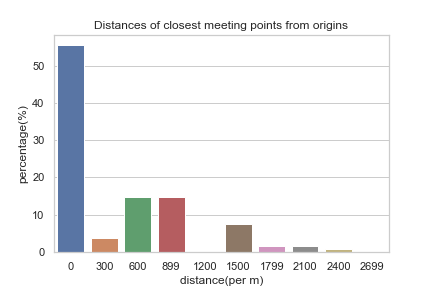 Distances of closest meeting points from origins
percentage(%)
50
40
30
20
10
0
0 300 600 899 1200 1500 1799 2100 2400 2699
distance(per m)